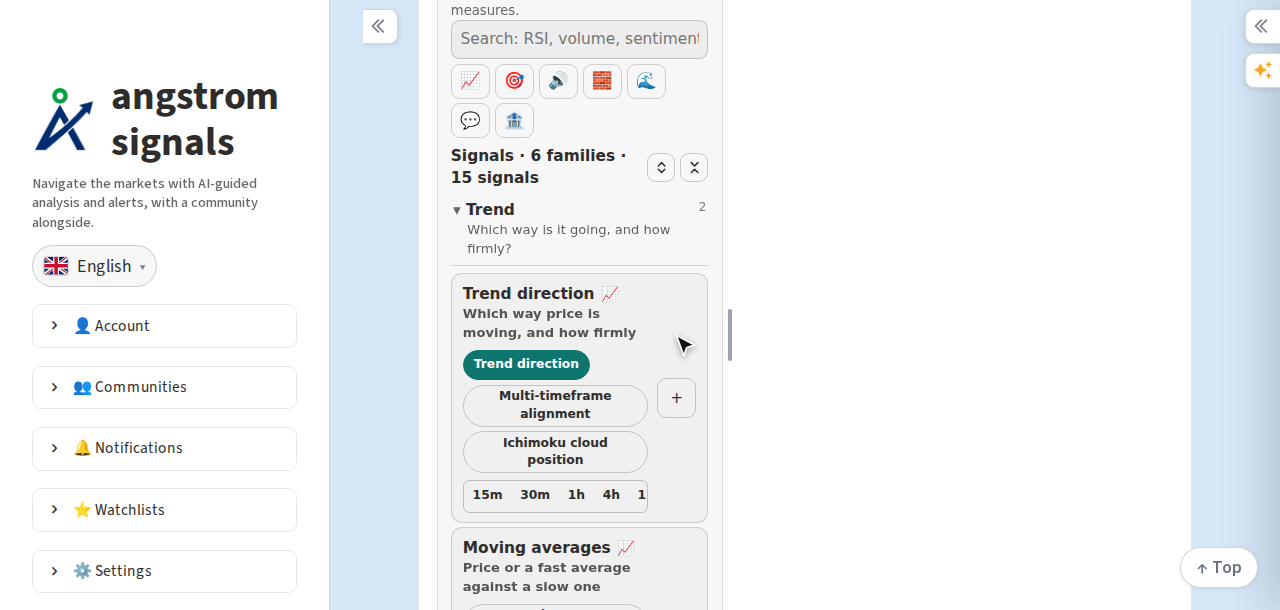 angstrom
signals
Navigate the markets with AI-guided
analysis and alerts, with a community
alongside.
English ▾
Account
Communities
Notifications
Watchlists
Settings
measures.
Search: RSI, volume, sentiment
Signals · 6 families ·
15 signals
▾ Trend 2
Which way is it going, and how
firmly?
Trend direction
Which way price is
moving, and how firmly
Trend direction
Multi-timeframe
alignment
+
Ichimoku cloud
position
15m 30m 1h 4h 1
Moving averages
Price or a fast average
against a slow one
↑ Top